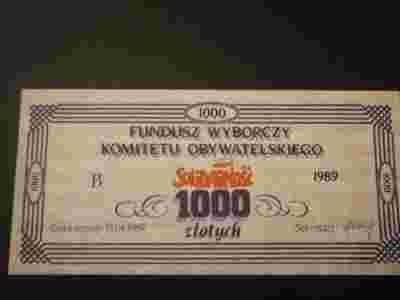 1000
FUNDUSZ WYBORCZY
KOMITETU OBYWATELSKIEGO
B Solidarność 1989
1000 1000 1000
złotych